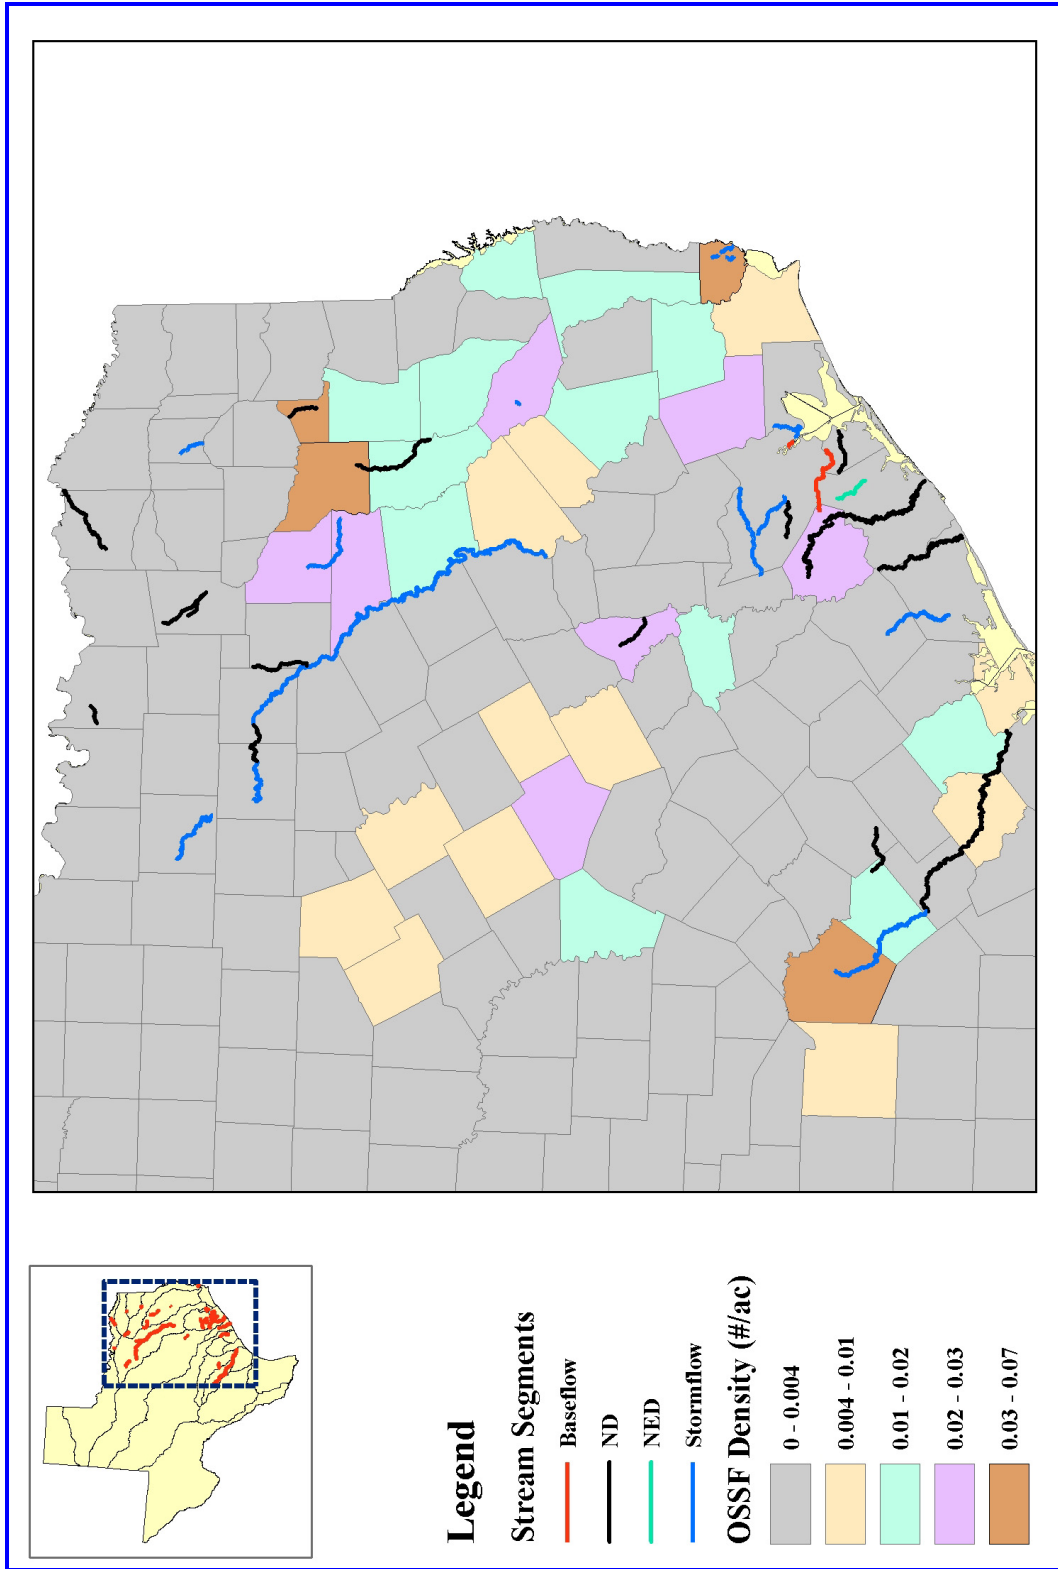 Legend
Stream Segments
Baseflow
ND
NED
Stormflow
OSSF Density (#/ac)
0 - 0.004
0.004 - 0.01
0.01 - 0.02
0.02 - 0.03
0.03 - 0.07